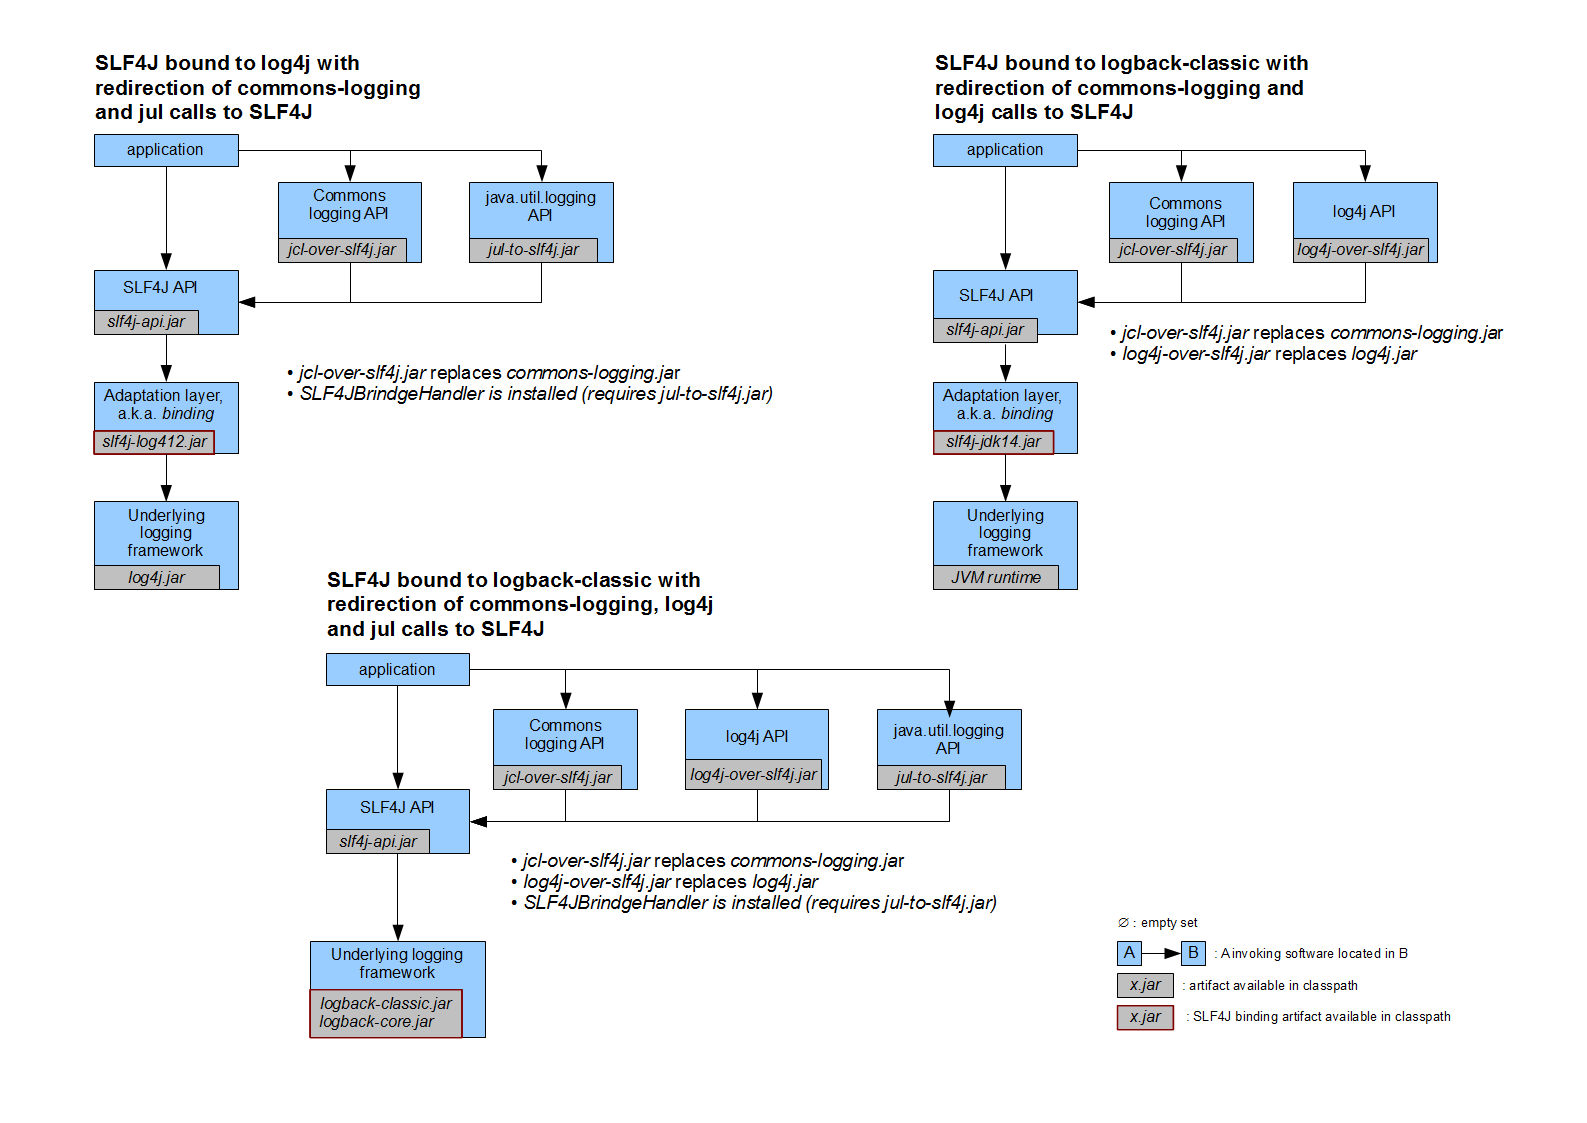 SLF4J bound to log4j with
redirection of commons-logging
and jul calls to SLF4J
application
Commons
logging API
jcl-over-slf4j.jar
java.util.logging
API
jul-to-slf4j.jar
SLF4J API
slf4j-api.jar
• jcl-over-slf4j.jar replaces commons-logging.jar
• SLF4JBrindgeHandler is installed (requires jul-to-slf4j.jar)
Adaptation layer,
a.k.a. binding
slf4j-log412.jar
Underlying
logging
framework
log4j.jar
SLF4J bound to logback-classic with
redirection of commons-logging and
log4j calls to SLF4J
application
Commons
logging API
jcl-over-slf4j.jar
log4j API
log4j-over-slf4j.jar
SLF4J API
slf4j-api.jar
• jcl-over-slf4j.jar replaces commons-logging.jar
• log4j-over-slf4j.jar replaces log4j.jar
Adaptation layer,
a.k.a. binding
slf4j-jdk14.jar
Underlying
logging
framework
JVM runtime
SLF4J bound to logback-classic with
redirection of commons-logging, log4j
and jul calls to SLF4J
application
Commons
logging API
jcl-over-slf4j.jar
log4j API
log4j-over-slf4j.jar
java.util.logging
API
jul-to-slf4j.jar
SLF4J API
slf4j-api.jar
• jcl-over-slf4j.jar replaces commons-logging.jar
• log4j-over-slf4j.jar replaces log4j.jar
• SLF4JBrindgeHandler is installed (requires jul-to-slf4j.jar)
Underlying logging
framework
logback-classic.jar
logback-core.jar
∅ : empty set
A B : A invoking software located in B
x.jar : artifact available in classpath
x.jar : SLF4J binding artifact available in classpath